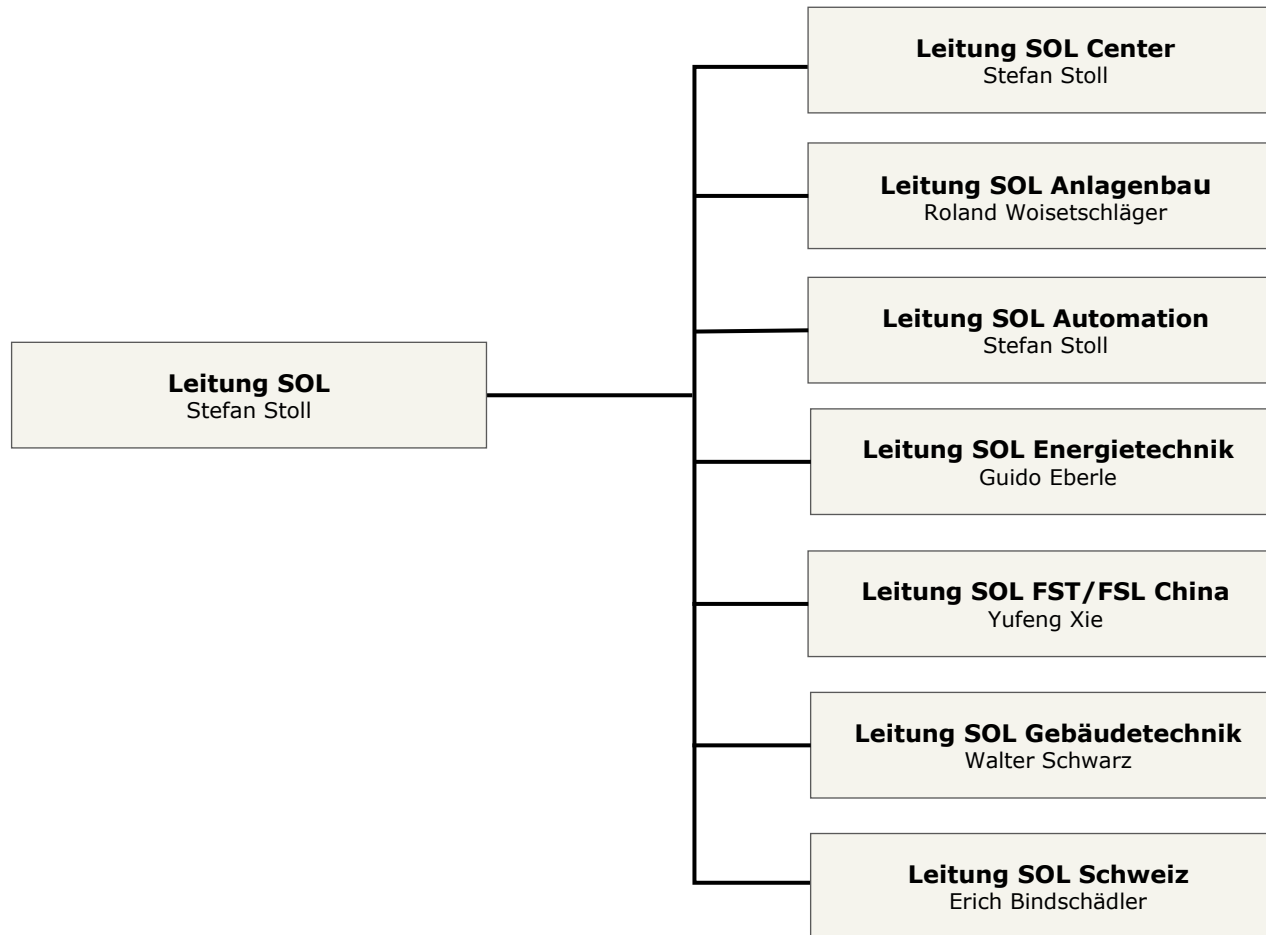 Leitung SOL Center
Stefan Stoll
Leitung SOL Anlagenbau
Roland Woisetschläger
Leitung SOL Automation
Stefan Stoll
Leitung SOL
Stefan Stoll
Leitung SOL Energietechnik
Guido Eberle
Leitung SOL FST/FSL China
Yufeng Xie
Leitung SOL Gebäudetechnik
Walter Schwarz
Leitung SOL Schweiz
Erich Bindschädler